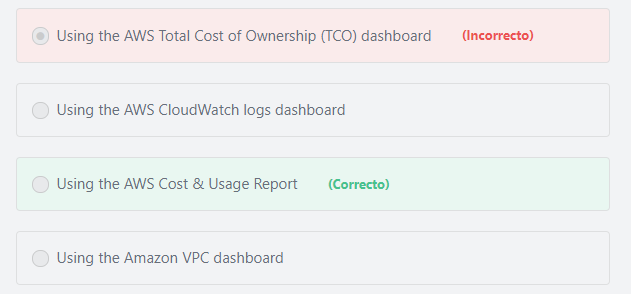 Using the AWS Total Cost of Ownership (TCO) dashboard (Incorrecto)
Using the AWS CloudWatch logs dashboard
Using the AWS Cost & Usage Report (Correcto)
Using the Amazon VPC dashboard